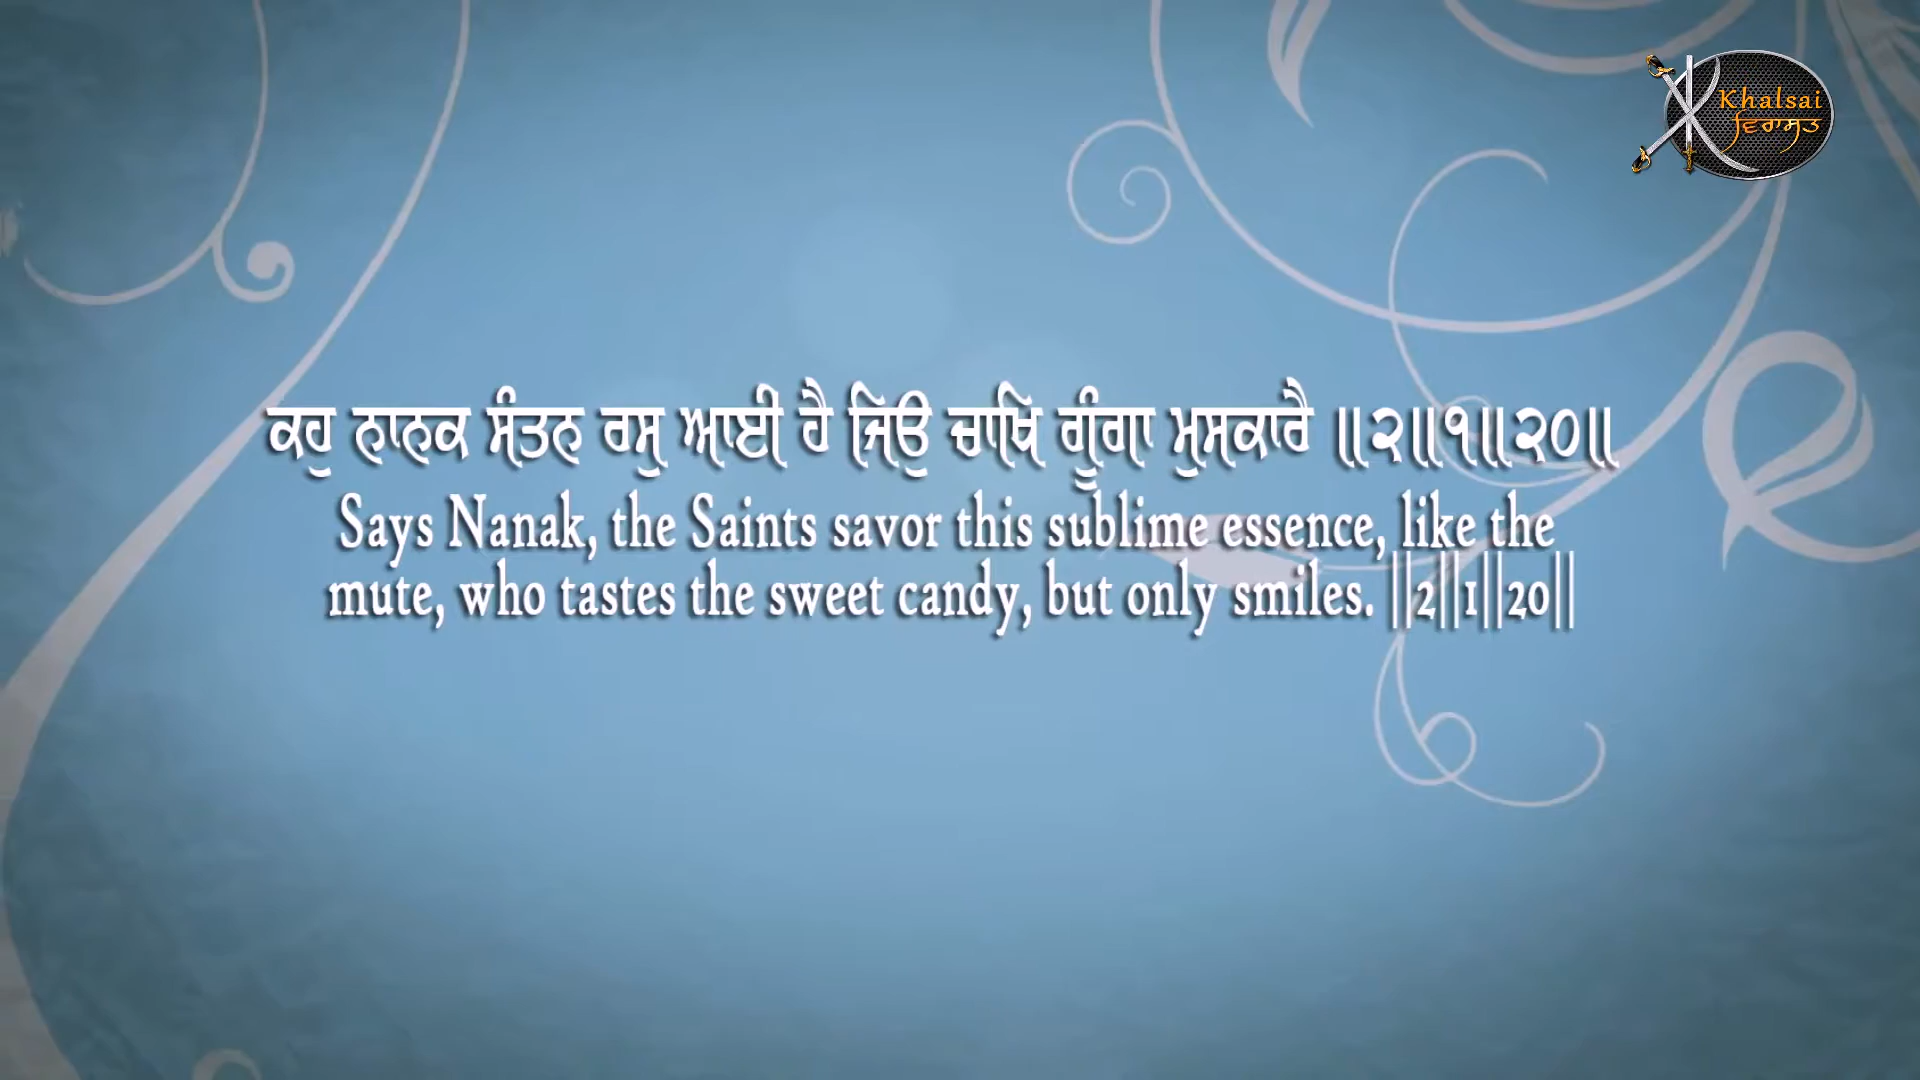 Khalsai
ਵਿਰਾਸਤ
ਕਹੁ ਨਾਨਕ ਸੰਤਨ ਰਸੁ ਆਈ ਹੈ ਜਿਉ ਚਾਖਿ ਗੂੰਗਾ ਮੁਸਕਾਰੈ ॥੨॥੧॥੨੦॥
Says Nanak, the Saints savor this sublime essence, like the
mute, who tastes the sweet candy, but only smiles. ||2||1||20||